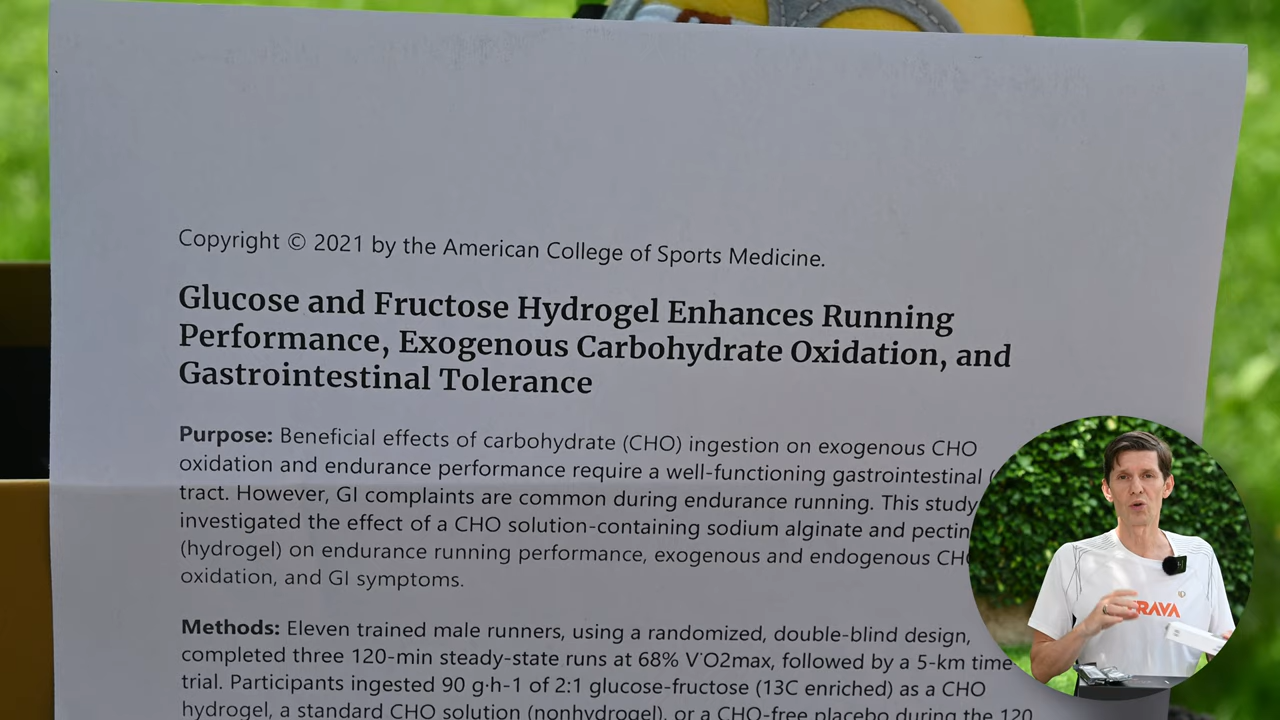 Copyright © 2021 by the American College of Sports Medicine.
Glucose and Fructose Hydrogel Enhances Running
Performance, Exogenous Carbohydrate Oxidation, and
Gastrointestinal Tolerance
Purpose: Beneficial effects of carbohydrate (CHO) ingestion on exogenous CHO
oxidation and endurance performance require a well-functioning gastrointestinal (
tract. However, GI complaints are common during endurance running. This study
investigated the effect of a CHO solution-containing sodium alginate and pectin
(hydrogel) on endurance running performance, exogenous and endogenous CHO
oxidation, and GI symptoms.
Methods: Eleven trained male runners, using a randomized, double-blind design,
completed three 120-min steady-state runs at 68% V˙O2max, followed by a 5-km time
trial. Participants ingested 90 g·h-1 of 2:1 glucose-fructose (13C enriched) as a CHO
hydrogel, a standard CHO solution (nonhydrogel), or a CHO-free placebo during the 120
RAVA